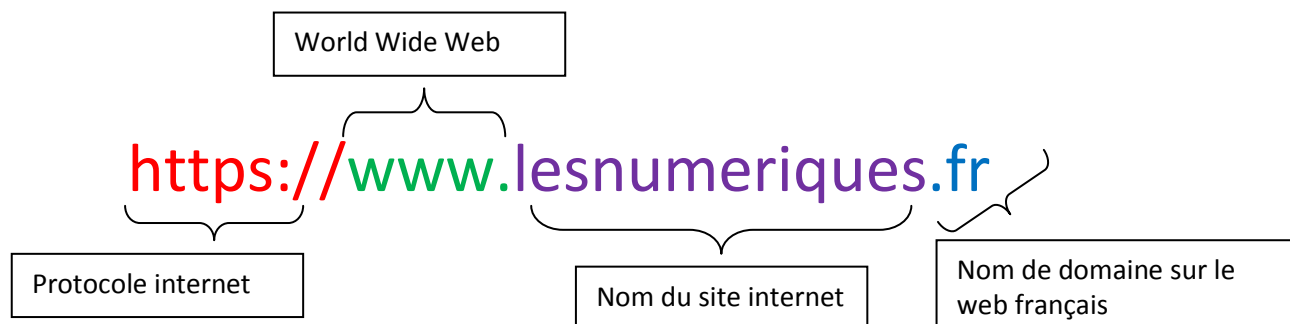 World Wide Web
https://www.lesnumeriques.fr
Protocole internet
Nom du site internet
Nom de domaine sur le
web français